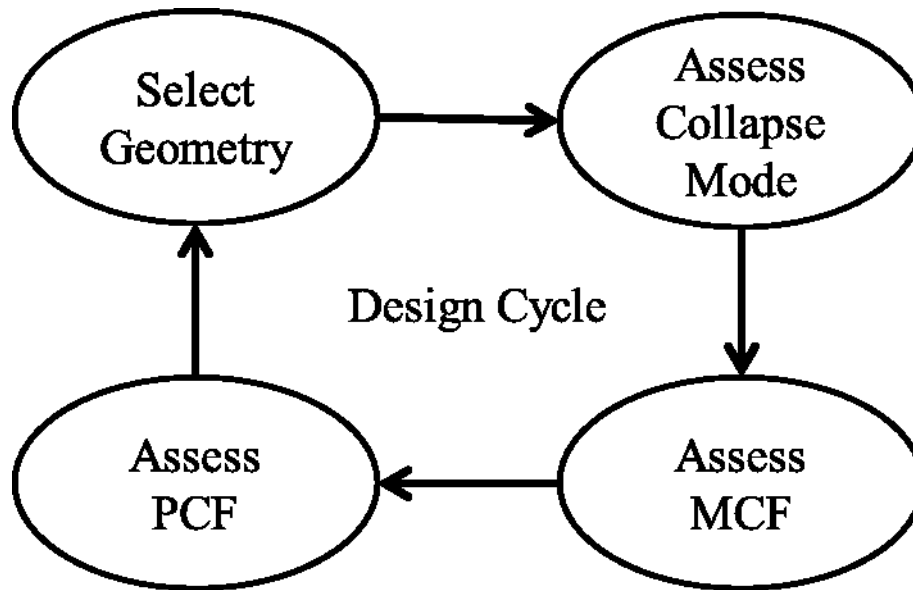 Select
Geometry
Assess
Collapse
Mode
Design Cycle
Assess
PCF
Assess
MCF